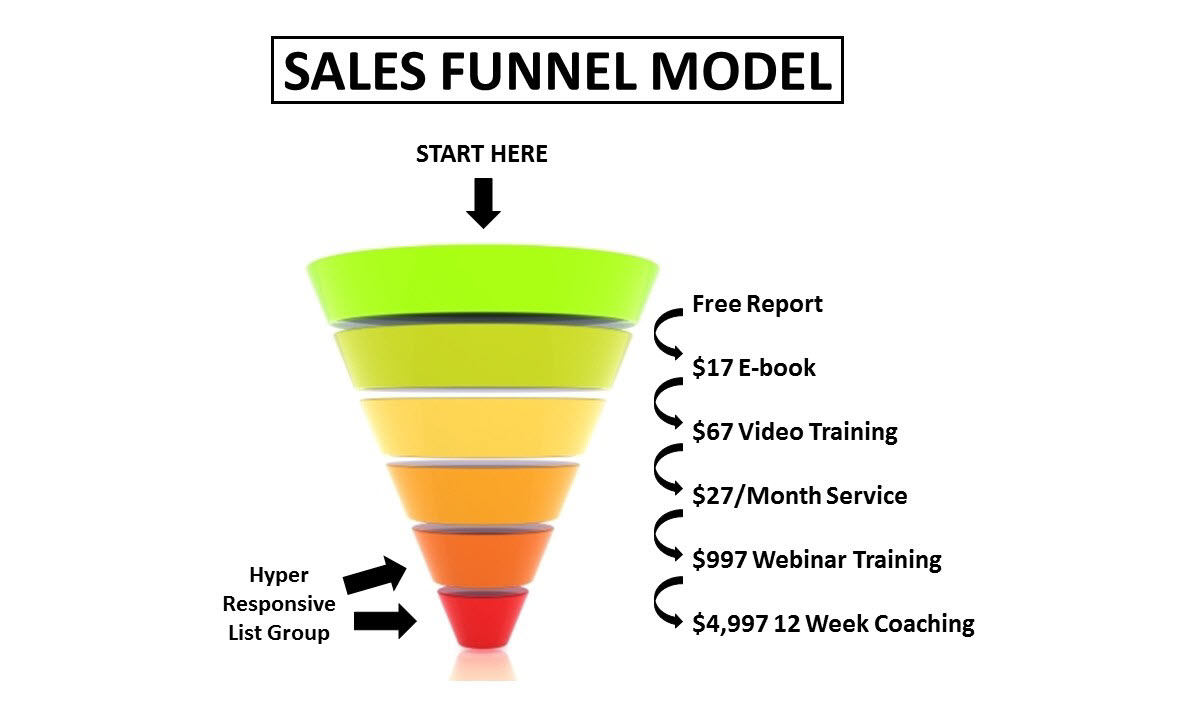 SALES FUNNEL MODEL
START HERE
Free Report
$17 E-book
$67 Video Training
$27/Month Service
$997 Webinar Training
$4,997 12 Week Coaching
Hyper
Responsive
List Group